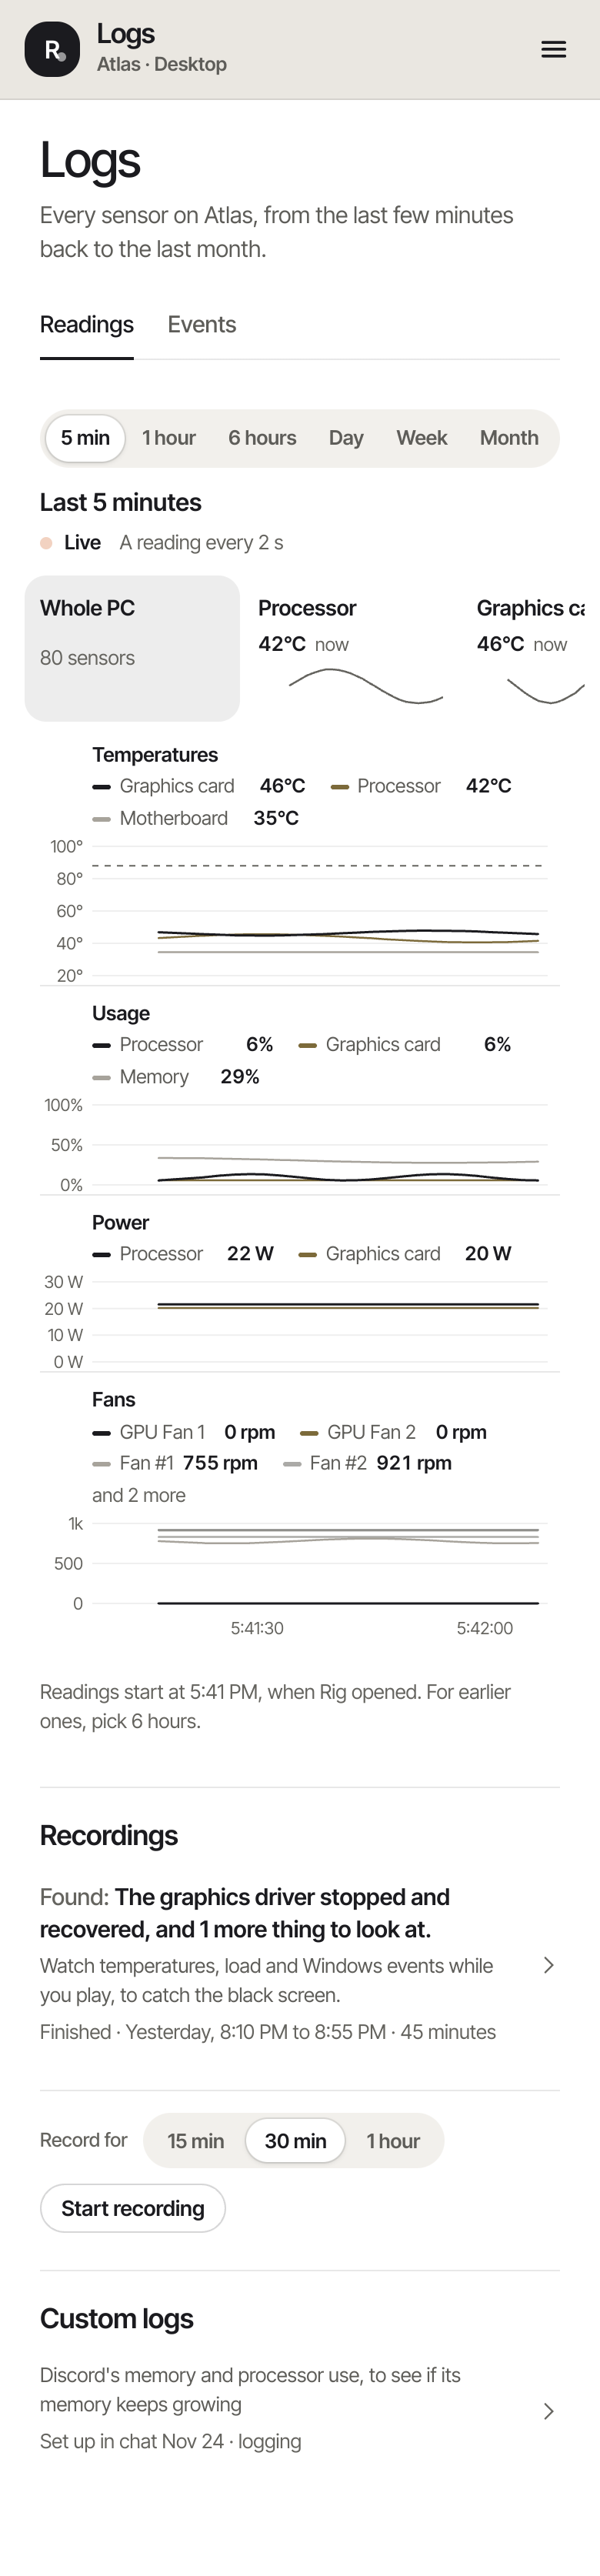 R
Logs
Atlas · Desktop
Logs
Every sensor on Atlas, from the last few minutes
back to the last month.
Readings Events
5 min 1 hour 6 hours Day Week Month
Last 5 minutes
Live A reading every 2 s
Whole PC
80 sensors
Processor
42°C now
Graphics ca
46°C now
Temperatures
Graphics card 46°C Processor 42°C
Motherboard 35°C
100°
80°
60°
40°
20°
Usage
Processor 6% Graphics card 6%
Memory 29%
100%
50%
0%
Power
Processor 22 W Graphics card 20 W
30 W
20 W
10 W
0 W
Fans
GPU Fan 1 0 rpm GPU Fan 2 0 rpm
Fan #1 755 rpm Fan #2 921 rpm
and 2 more
1k
500
0
5:41:30 5:42:00
Readings start at 5:41 PM, when Rig opened. For earlier
ones, pick 6 hours.
Recordings
Found: The graphics driver stopped and
recovered, and 1 more thing to look at.
Watch temperatures, load and Windows events while
you play, to catch the black screen.
Finished · Yesterday, 8:10 PM to 8:55 PM · 45 minutes
Record for 15 min 30 min 1 hour
Start recording
Custom logs
Discord's memory and processor use, to see if its
memory keeps growing
Set up in chat Nov 24 · logging